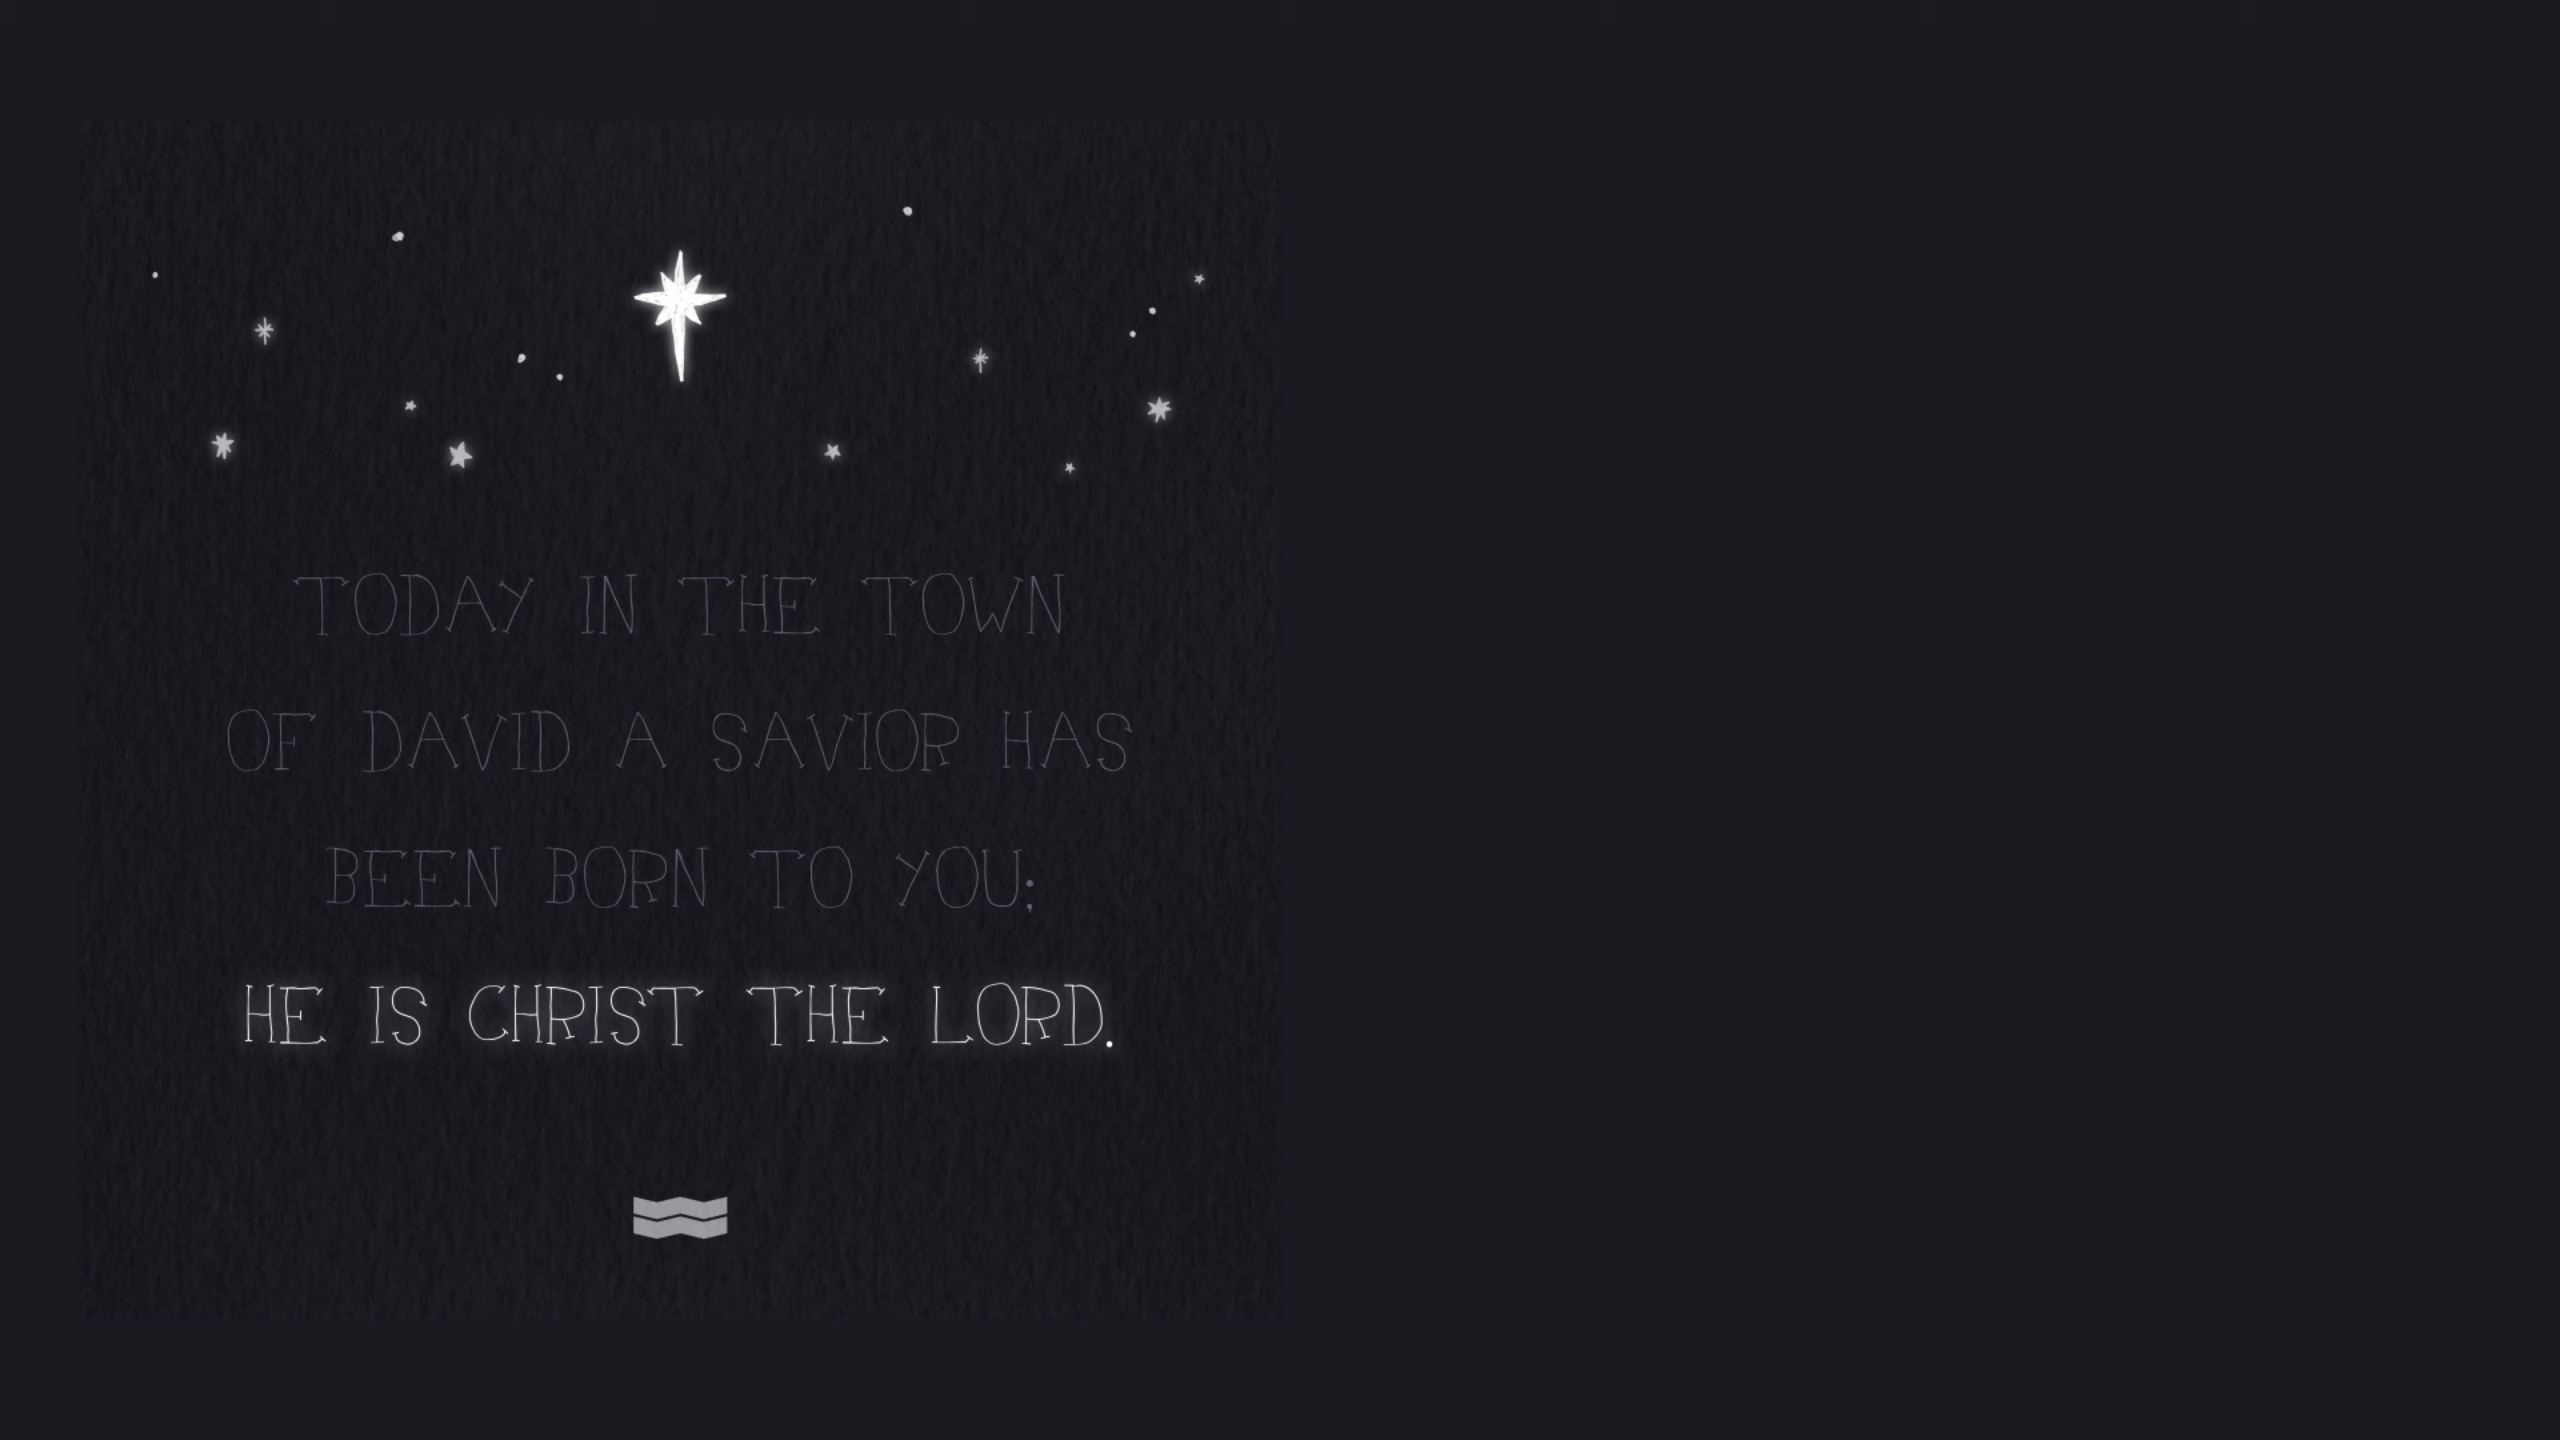 TODAY IN THE TOWN
OF DAVID A SAVIOR HAS
BEEN BORN TO YOU;
HE IS CHRIST THE LORD.